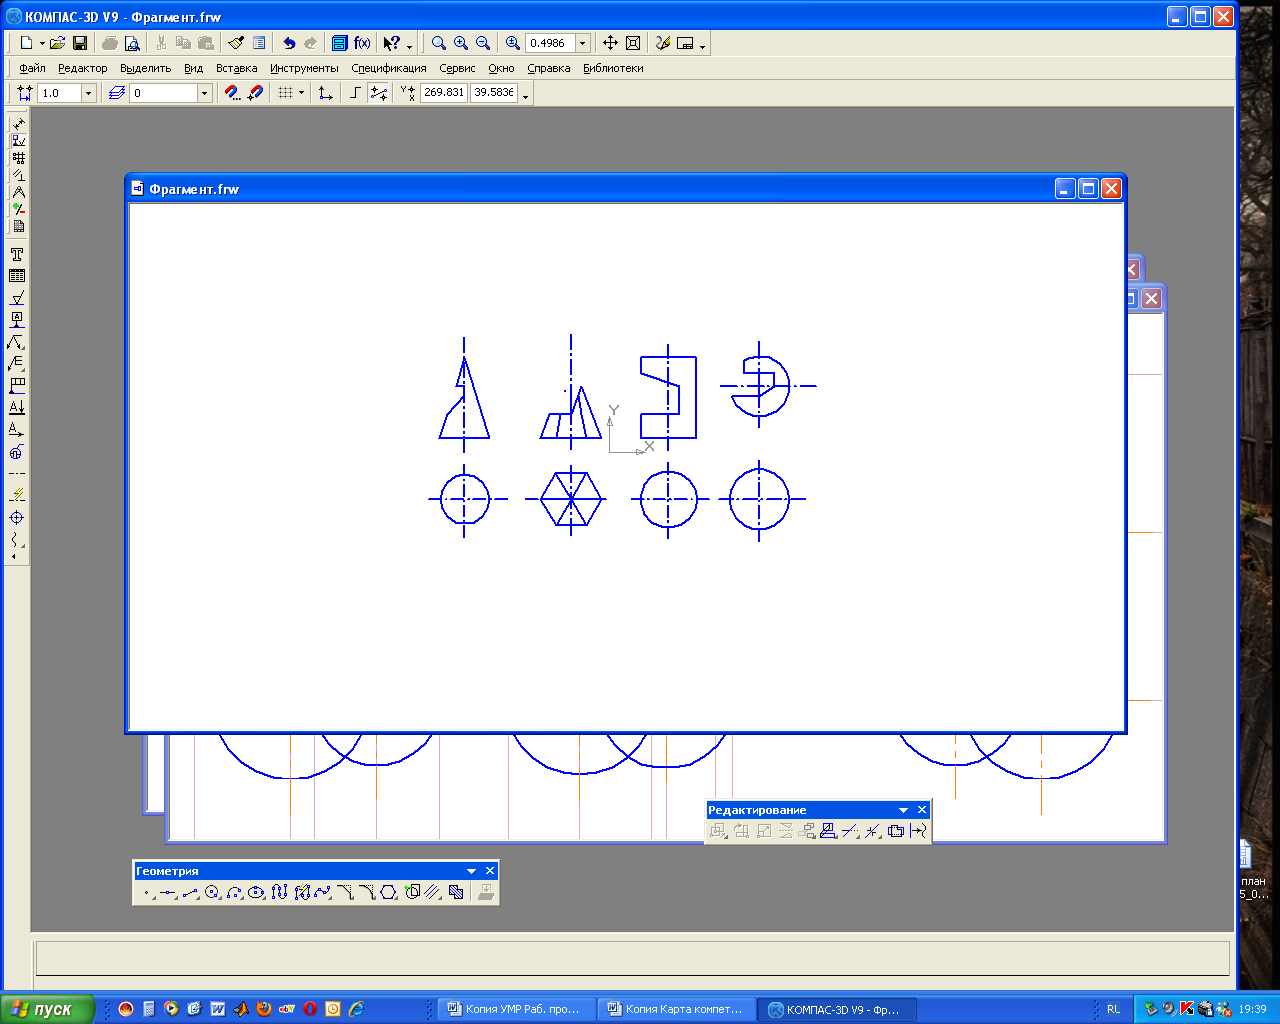 КОМПАС-3D V9 - Фрагмент.frw
0.4986
Файл Редактор Выделить Вид Вставка Инструменты Спецификация Сервис Окно Справка Библиотеки
1.0 0 269.831 39.5836
Фрагмент.frw
Y
X
Редактирование
Геометрия
план
5_0...
пуск Копия УМР Раб. про... Копия Карта компет... КОМПАС-3D V9 - Фр... RL 19:39